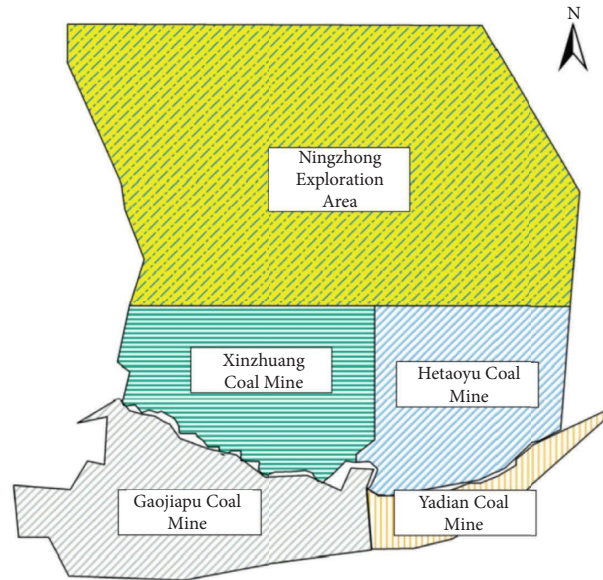 N
Ningzhong
Exploration
Area
Xinzhuang
Coal Mine
Hetaoyu Coal
Mine
Gaojiapu Coal
Mine
Yadian Coal
Mine